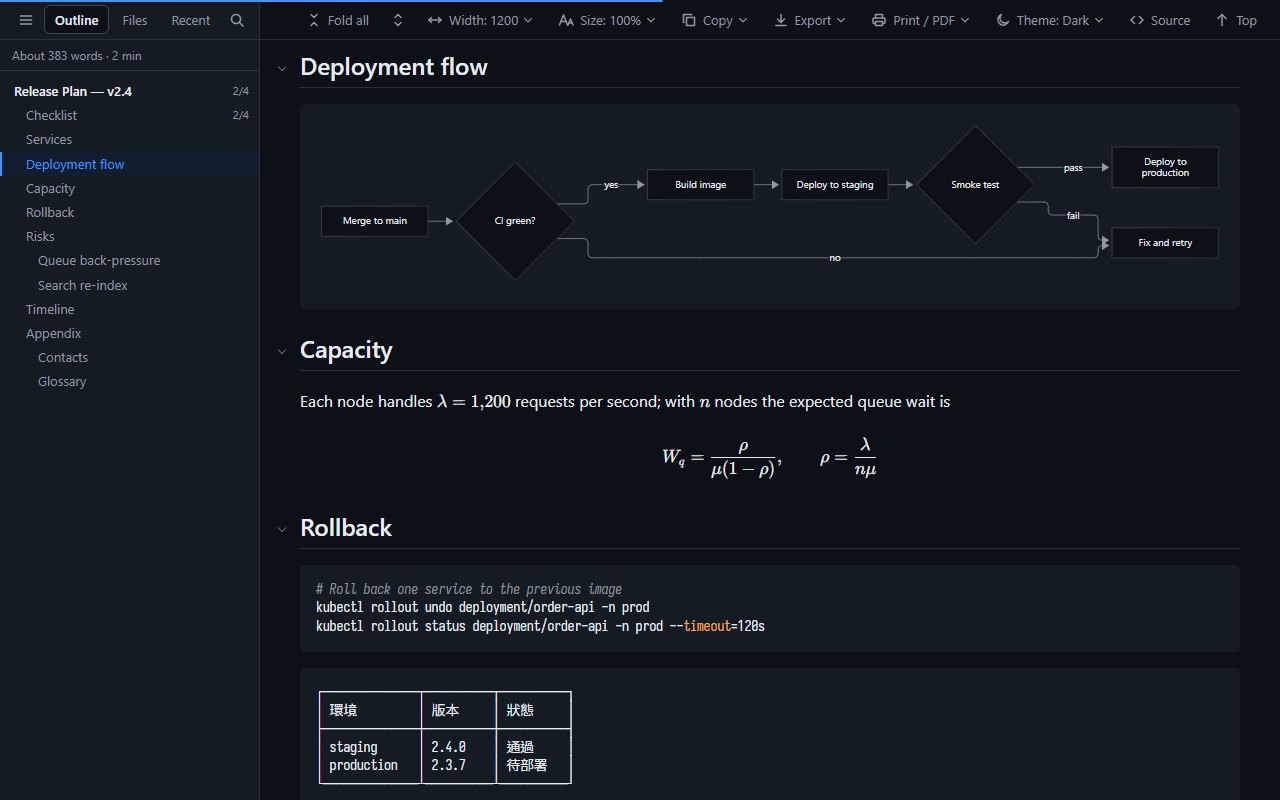 Outline Files Recent
Fold all Width: 1200 Size: 100% Copy Export Print / PDF Theme: Dark Source Top
About 383 words · 2 min
Release Plan — v2.4 2/4
Checklist 2/4
Services
Deployment flow
Capacity
Rollback
Risks
Queue back-pressure
Search re-index
Timeline
Appendix
Contacts
Glossary
Deployment flow
Merge to main
CI green?
yes
no
Build image
Deploy to staging
Smoke test
pass
fail
Deploy to
production
Fix and retry
Capacity
Each node handles λ = 1,200 requests per second; with n nodes the expected queue wait is
W_q = ρ / μ(1 − ρ), ρ = λ / nμ
Rollback
# Roll back one service to the previous image
kubectl rollout undo deployment/order-api -n prod
kubectl rollout status deployment/order-api -n prod --timeout=120s
環境 版本 狀態
staging 2.4.0 通過
production 2.3.7 待部署